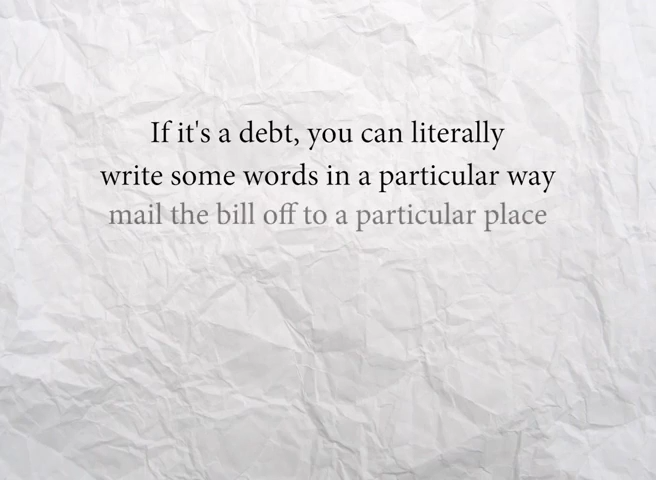 If it's a debt, you can literally
write some words in a particular way
mail the bill off to a particular place